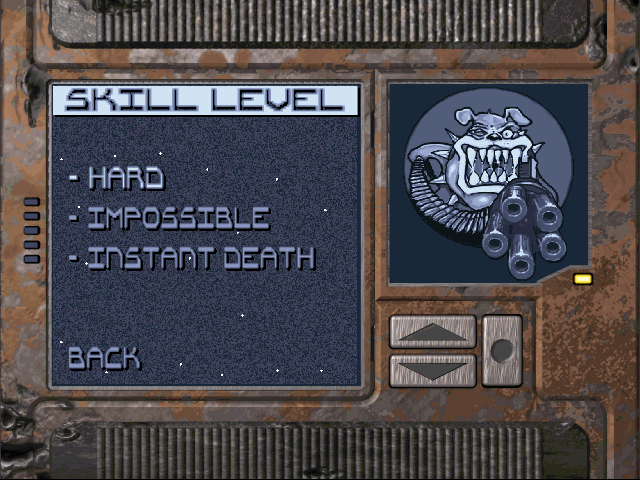 SKILL LEVEL
- HARD
- IMPOSSIBLE
- INSTANT DEATH
BACK